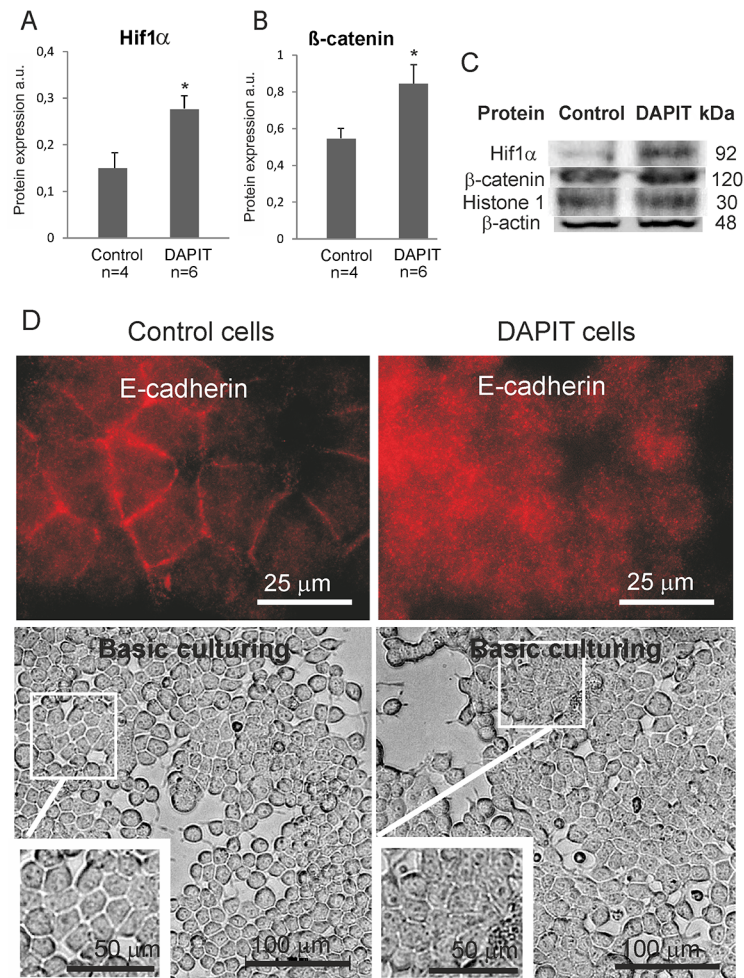 A
Hif1α
Protein expression a.u.
0,4
0,3
0,2
0,1
0
*
Control
n=4
DAPIT
n=6
B
ß-catenin
Protein expression a.u.
1
0,8
0,6
0,4
0,2
0
*
Control
n=4
DAPIT
n=6
C
Protein Control DAPIT kDa
Hif1α 92
β-catenin 120
Histone 1 30
β-actin 48
D
Control cells
DAPIT cells
E-cadherin
E-cadherin
25 µm
25 µm
Basic culturing
Basic culturing
50 µm
100 µm
50 µm
100 µm